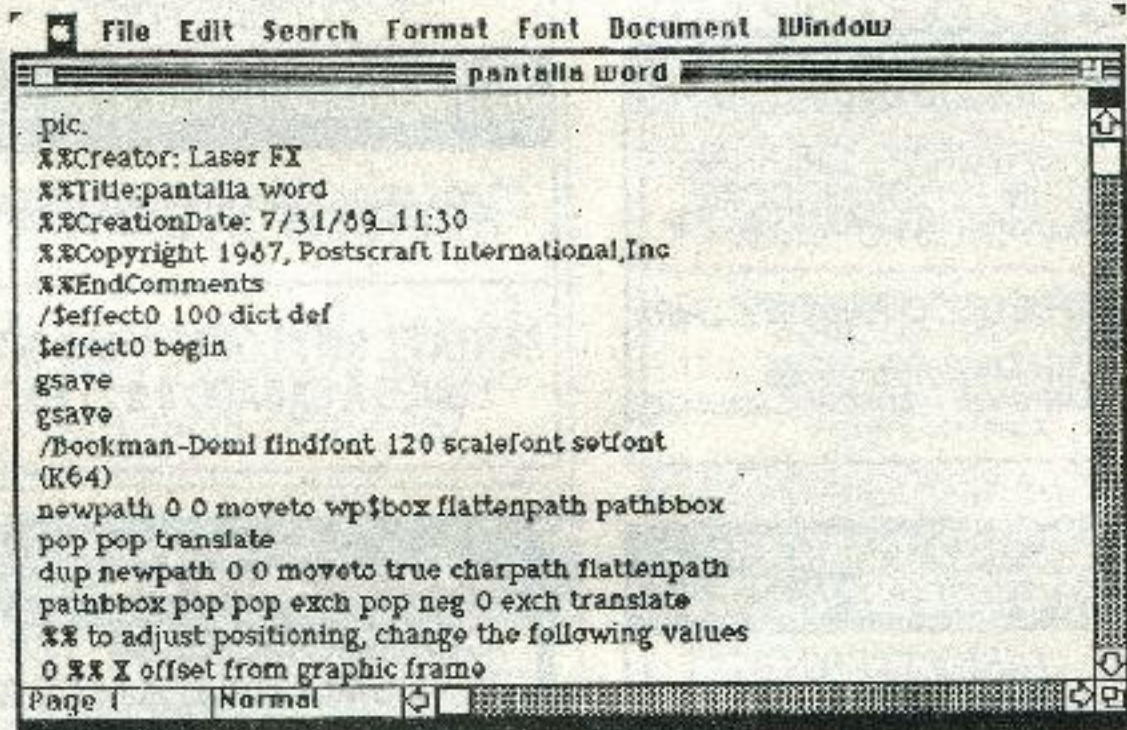 File Edit Search Format Font Document Window
pantalla word
.pic.
%%Creator: Laser FX
%%Title:pantalla word
%%CreationDate: 7/31/89_11:30
%%Copyright 1987, Postscraft International,Inc
%%EndComments
/$effect0 100 dict def
$effect0 begin
gsave
gsave
/Bookman-Demi findfont 120 scalefont setfont
(K64)
newpath 0 0 moveto wp$box flattenpath pathbbox
pop pop translate
dup newpath 0 0 moveto true charpath flattenpath
pathbbox pop pop exch pop neg 0 exch translate
%% to adjust positioning, change the following values
0 %% X offset from graphic frame
Page 1 Normal